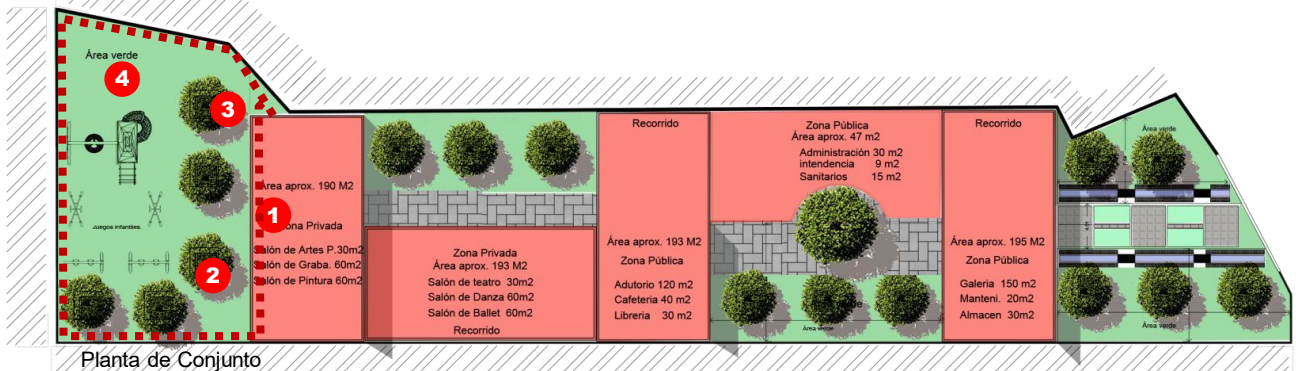 Área verde
4
3
Juegos infantiles.
2
1
Área aprox. 190 M2
Zona Privada
Salón de Artes P.30m2
Salón de Graba. 60m2
Salón de Pintura 60m2
Zona Privada
Área aprox. 193 m2
Salón de teatro 30m2
Salón de Danza 60m2
Salón de Ballet 60m2
Recorrido
Recorrido
Área aprox. 193 M2
Zona Pública
Adutorio 120 m2
Cafeteria 40 m2
Libreria 30 m2
Zona Pública
Área aprox. 47 m2
Administración 30 m2
intendencia 9 m2
Sanitarios 15 m2
Área verde
Recorrido
Área aprox. 195 M2
Zona Pública
Galeria 150 m2
Manteni. 20m2
Almacen 30m2
Área verde
Área verde
Planta de Conjunto